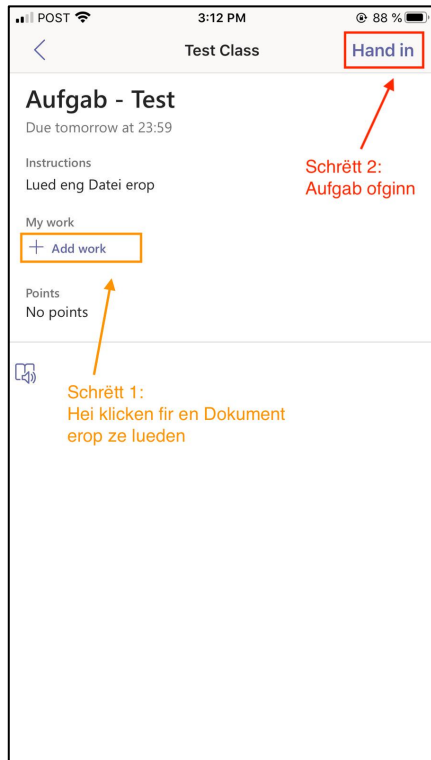 POST 3:12 PM 88 %
Test Class Hand in
Aufgab - Test
Due tomorrow at 23:59
Instructions
Lued eng Datei erop
Schrëtt 2:
Aufgab ofginn
My work
+ Add work
Points
No points
Schrëtt 1:
Hei klicken fir en Dokument
erop ze lueden